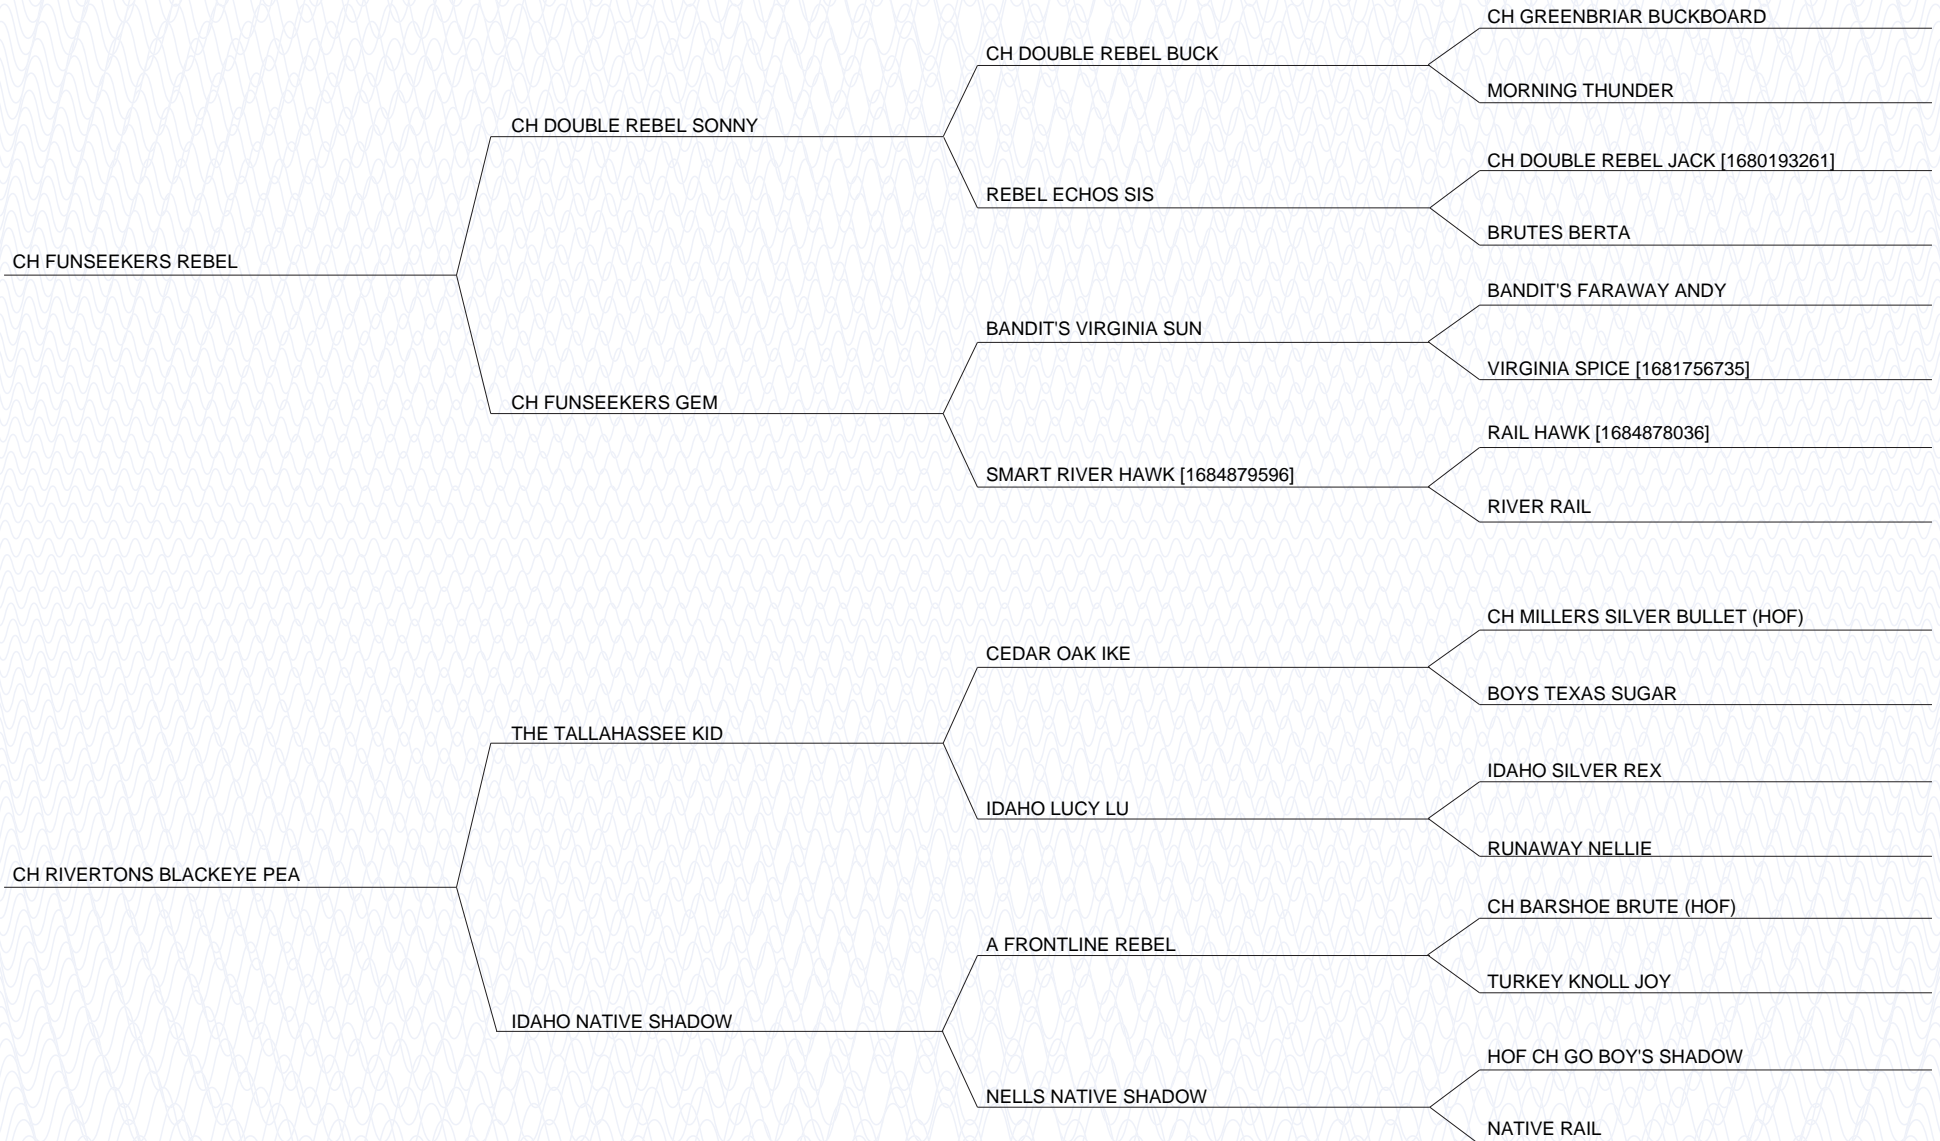 CH GREENBRIAR BUCKBOARD
CH DOUBLE REBEL BUCK
MORNING THUNDER
CH DOUBLE REBEL SONNY
CH DOUBLE REBEL JACK [1680193261]
REBEL ECHOS SIS
BRUTES BERTA
CH FUNSEEKERS REBEL
BANDIT'S FARAWAY ANDY
BANDIT'S VIRGINIA SUN
VIRGINIA SPICE [1681756735]
CH FUNSEEKERS GEM
RAIL HAWK [1684878036]
SMART RIVER HAWK [1684879596]
RIVER RAIL
CH MILLERS SILVER BULLET (HOF)
CEDAR OAK IKE
BOYS TEXAS SUGAR
THE TALLAHASSEE KID
IDAHO SILVER REX
IDAHO LUCY LU
RUNAWAY NELLIE
CH RIVERTONS BLACKEYE PEA
CH BARSHOE BRUTE (HOF)
A FRONTLINE REBEL
TURKEY KNOLL JOY
IDAHO NATIVE SHADOW
HOF CH GO BOY'S SHADOW
NELLS NATIVE SHADOW
NATIVE RAIL